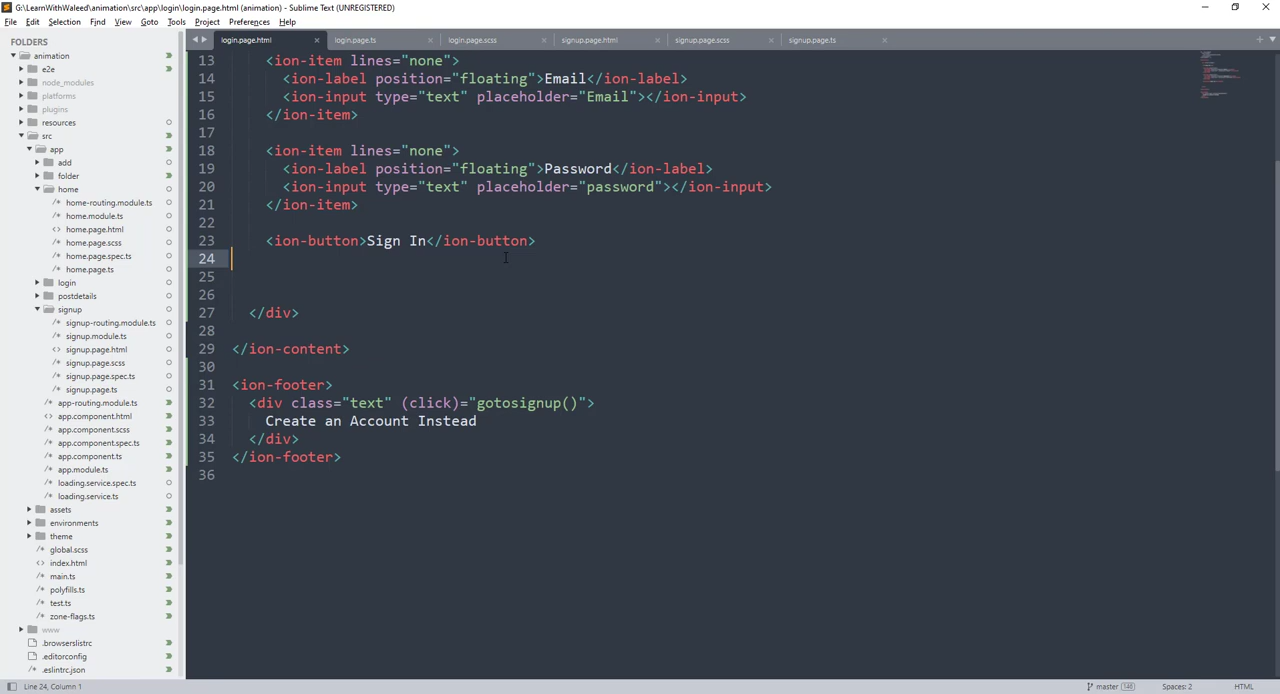 G:\LearnWithWaleed\animation\src\app\login\login.page.html (animation) - Sublime Text (UNREGISTERED)
File Edit Selection Find View Goto Tools Project Preferences Help
FOLDERS
animation
e2e
node_modules
platforms
plugins
resources
src
app
add
folder
home
home-routing.module.ts
home.module.ts
home.page.html
home.page.scss
home.page.spec.ts
home.page.ts
login
postdetails
signup
signup-routing.module.ts
signup.module.ts
signup.page.html
signup.page.scss
signup.page.spec.ts
signup.page.ts
app-routing.module.ts
app.component.html
app.component.scss
app.component.spec.ts
app.component.ts
app.module.ts
loading.service.spec.ts
loading.service.ts
assets
environments
theme
global.scss
index.html
main.ts
polyfills.ts
test.ts
zone-flags.ts
www
.browserslistrc
.editorconfig
.eslintrc.json
login.page.html login.page.ts login.page.scss signup.page.html signup.page.scss signup.page.ts
13 <ion-item lines="none">
14 <ion-label position="floating">Email</ion-label>
15 <ion-input type="text" placeholder="Email"></ion-input>
16 </ion-item>
17
18 <ion-item lines="none">
19 <ion-label position="floating">Password</ion-label>
20 <ion-input type="text" placeholder="password"></ion-input>
21 </ion-item>
22
23 <ion-button>Sign In</ion-button>
24
25
26
27 </div>
28
29 </ion-content>
30
31 <ion-footer>
32 <div class="text" (click)="gotosignup()">
33 Create an Account Instead
34 </div>
35 </ion-footer>
36
Line 24, Column 1 master 148 Spaces: 2 HTML